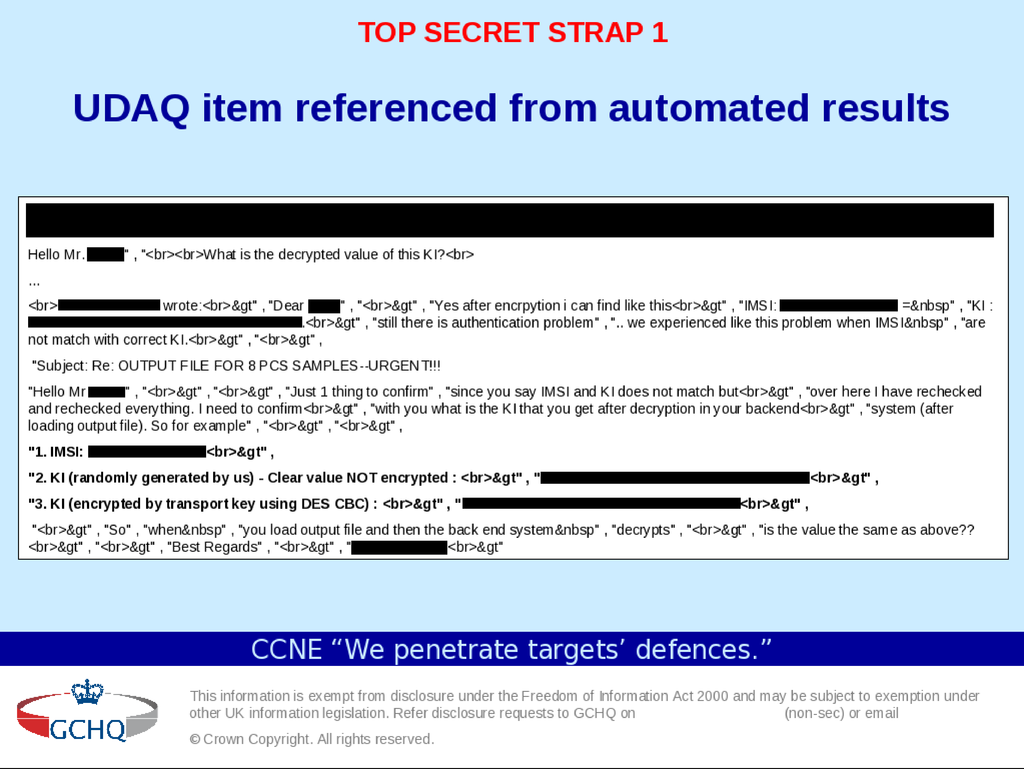 TOP SECRET STRAP 1
UDAQ item referenced from automated results
Hello Mr. " , "<br><br>What is the decrypted value of this KI?<br>
...
<br> wrote:<br>&gt" , "Dear " , "<br>&gt" , "Yes after encrpytion i can find like this<br>&gt" , "IMSI: =&nbsp" , "KI :
.<br>&gt" , "still there is authentication problem" , ".. we experienced like this problem when IMSI&nbsp" , "are
not match with correct KI.<br>&gt" , "<br>&gt" ,
"Subject: Re: OUTPUT FILE FOR 8 PCS SAMPLES--URGENT!!!
"Hello Mr " , "<br>&gt" , "<br>&gt" , "Just 1 thing to confirm" , "since you say IMSI and KI does not match but<br>&gt" , "over here I have rechecked
and rechecked everything. I need to confirm<br>&gt" , "with you what is the KI that you get after decryption in your backend<br>&gt" , "system (after
loading output file). So for example" , "<br>&gt" , "<br>&gt" ,
"1. IMSI: <br>&gt" ,
"2. KI (randomly generated by us) - Clear value NOT encrypted : <br>&gt" , " <br>&gt" ,
"3. KI (encrypted by transport key using DES CBC) : <br>&gt" , " <br>&gt" ,
"<br>&gt" , "So" , "when&nbsp" , "you load output file and then the back end system&nbsp" , "decrypts" , "<br>&gt" , "is the value the same as above??
<br>&gt" , "<br>&gt" , "Best Regards" , "<br>&gt" , " <br>&gt"
CCNE “We penetrate targets’ defences.”
GCHQ
This information is exempt from disclosure under the Freedom of Information Act 2000 and may be subject to exemption under
other UK information legislation. Refer disclosure requests to GCHQ on (non-sec) or email
© Crown Copyright. All rights reserved.